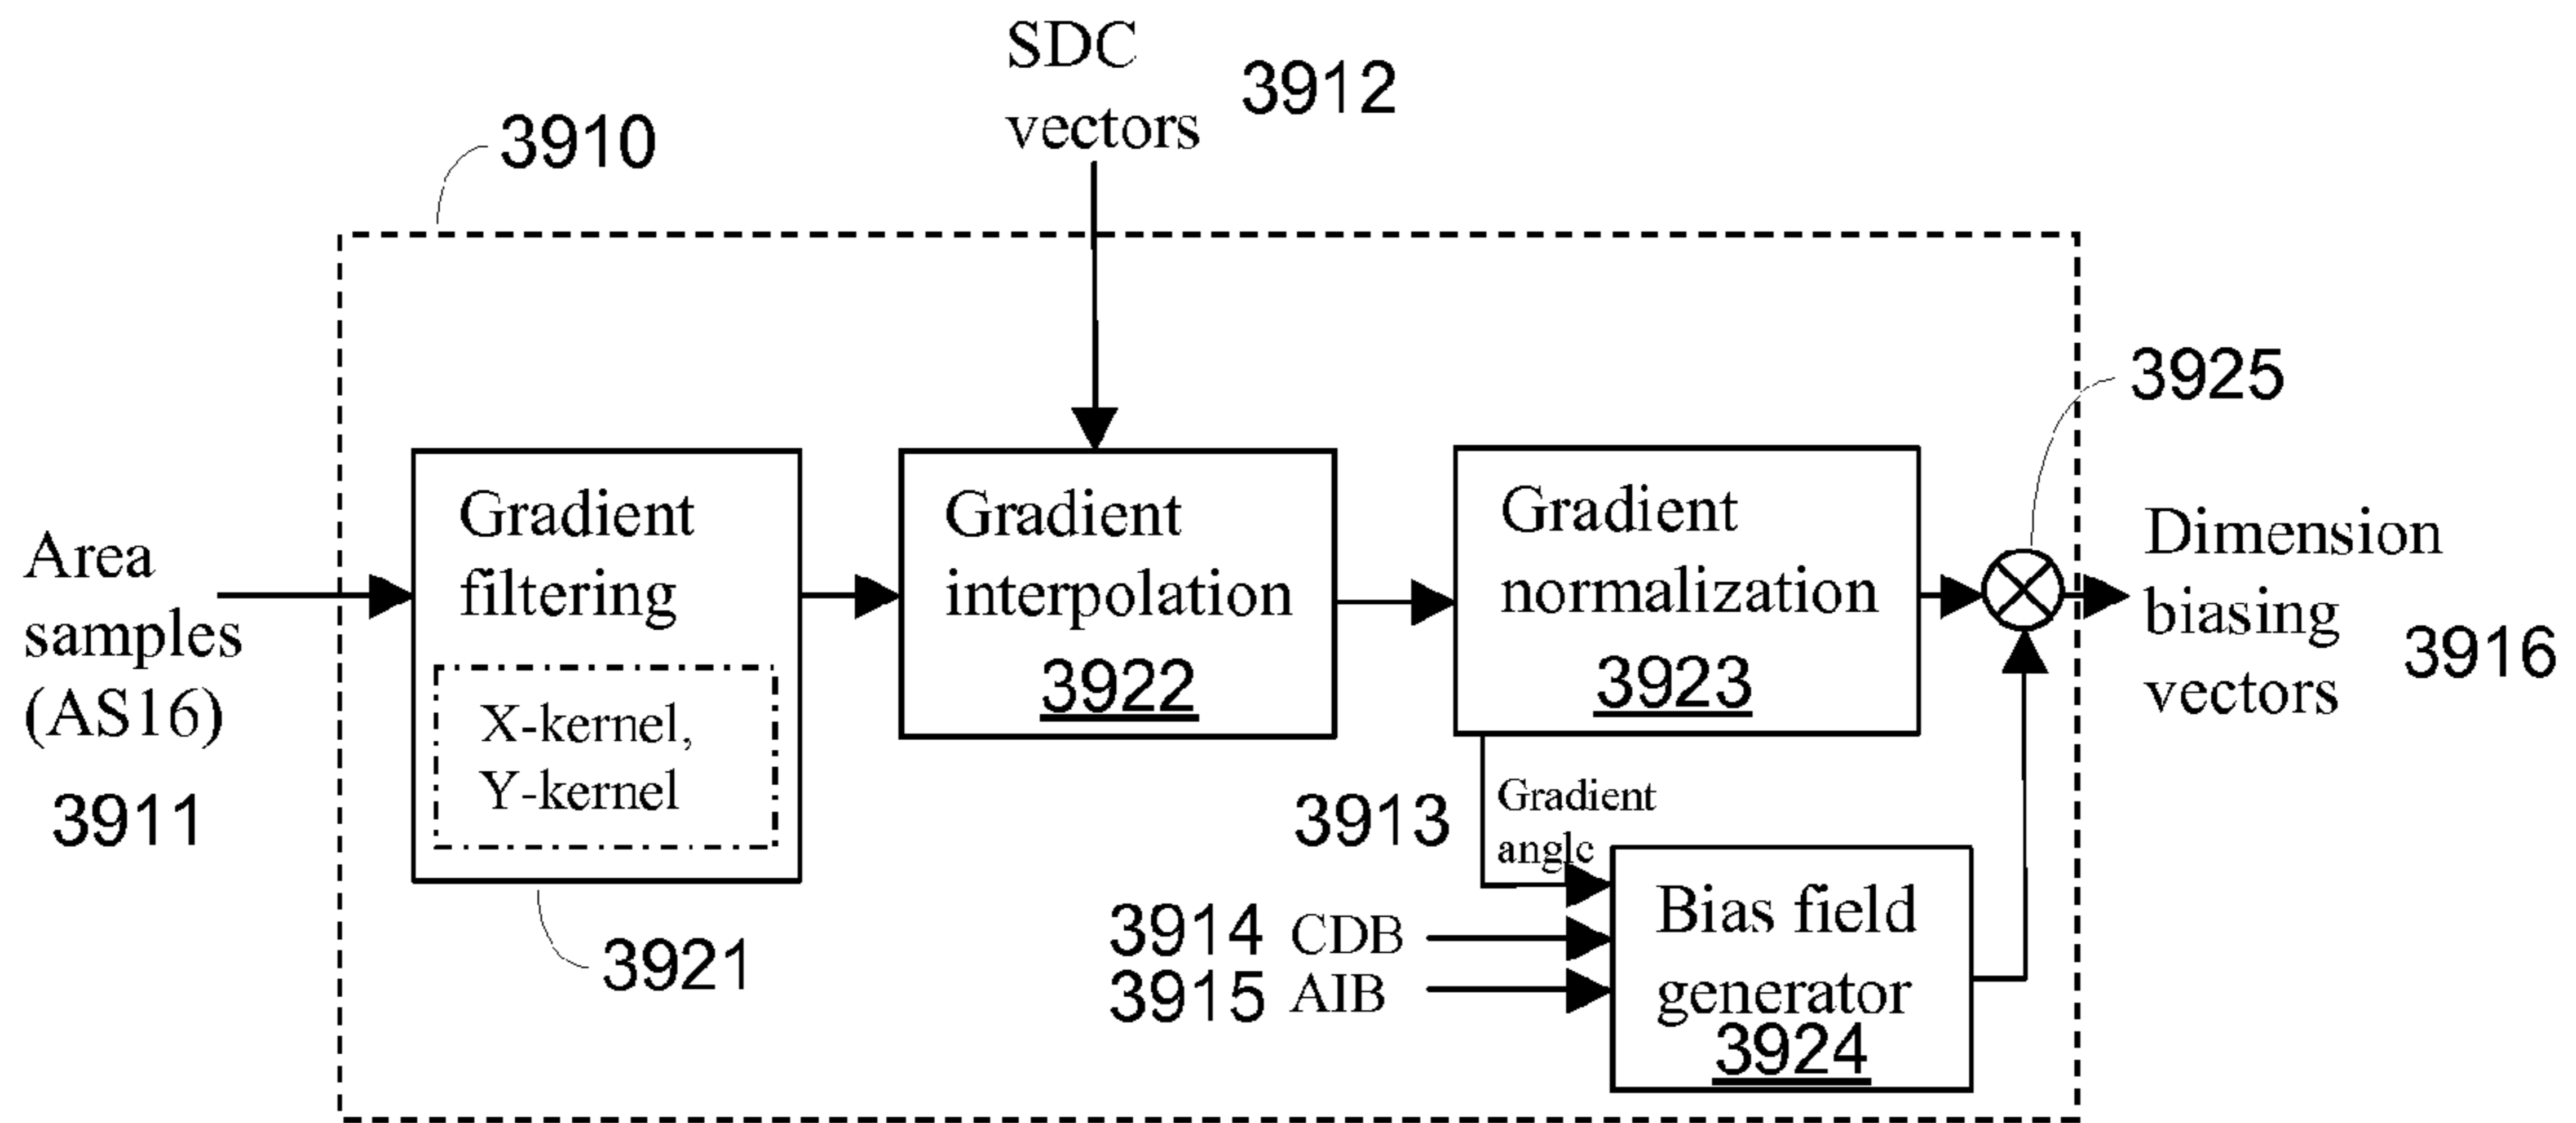 SDC
vectors
3912
3910
3925
Area
samples
(AS16)
3911
Gradient
filtering
X-kernel,
Y-kernel
3921
Gradient
interpolation
3922
Gradient
normalization
3923
Dimension
biasing
vectors
3916
3913
Gradient
angle
3914 CDB
3915 AIB
Bias field
generator
3924